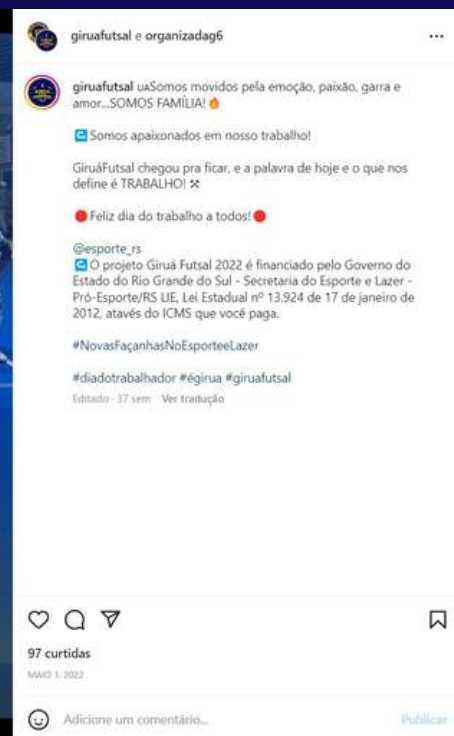 giruafutsal e organizadag6
giruafutsal uᴀSomos movidos pela emoção, paixão, garra e
amor...SOMOS FAMÍLIA!🔥
Somos apaixonados em nosso trabalho!
GiruáFutsal chegou pra ficar, e a palavra de hoje e o que nos
define é TRABALHO! ⚒
🔴Feliz dia do trabalho a todos!🔴
@esporte_rs
O projeto Giruá Futsal 2022 é financiado pelo Governo do
Estado do Rio Grande do Sul - Secretaria do Esporte e Lazer -
Pró-Esporte/RS LIE, Lei Estadual nº 13.924 de 17 de janeiro de
2012, atavés do ICMS que você paga.
#NovasFaçanhasNoEsporteeLazer
#diadotrabalhador #égirua #giruafutsal
Editado · 37 sem Ver tradução
97 curtidas
MAIO 1, 2022
Adicione um comentário... Publicar